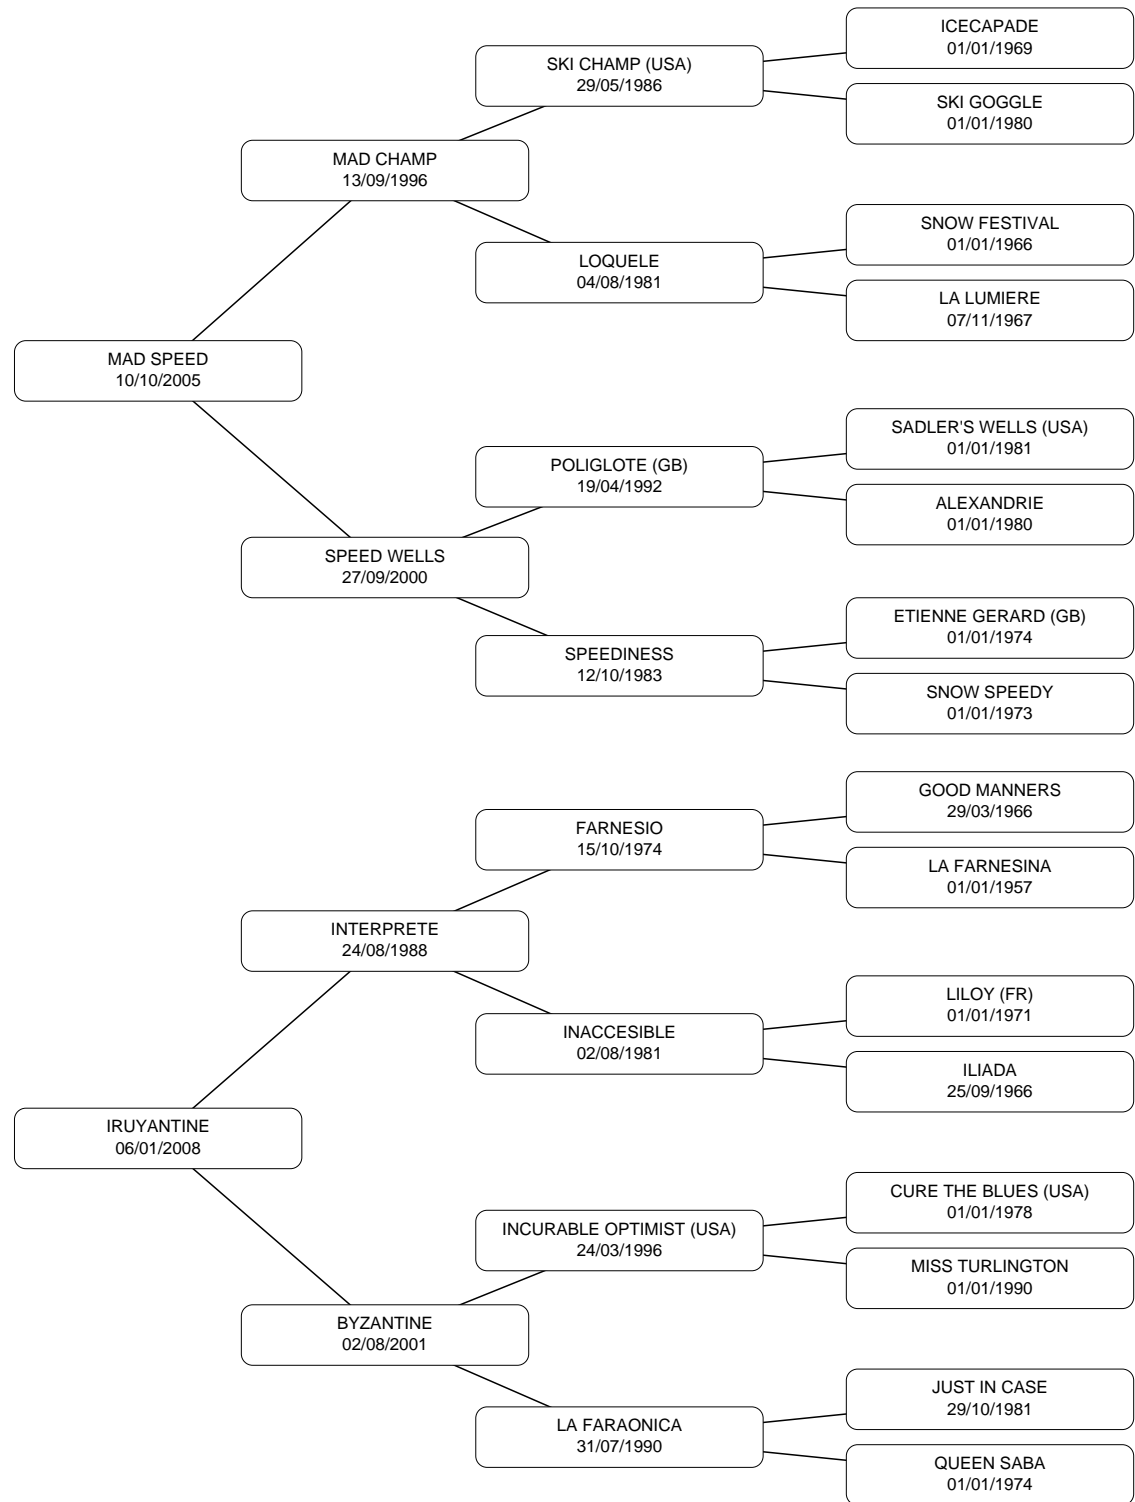 ICECAPADE
01/01/1969
SKI CHAMP (USA)
29/05/1986
SKI GOGGLE
01/01/1980
MAD CHAMP
13/09/1996
SNOW FESTIVAL
01/01/1966
LOQUELE
04/08/1981
LA LUMIERE
07/11/1967
MAD SPEED
10/10/2005
SADLER'S WELLS (USA)
01/01/1981
POLIGLOTE (GB)
19/04/1992
ALEXANDRIE
01/01/1980
SPEED WELLS
27/09/2000
ETIENNE GERARD (GB)
01/01/1974
SPEEDINESS
12/10/1983
SNOW SPEEDY
01/01/1973
GOOD MANNERS
29/03/1966
FARNESIO
15/10/1974
LA FARNESINA
01/01/1957
INTERPRETE
24/08/1988
LILOY (FR)
01/01/1971
INACCESIBLE
02/08/1981
ILIADA
25/09/1966
IRUYANTINE
06/01/2008
CURE THE BLUES (USA)
01/01/1978
INCURABLE OPTIMIST (USA)
24/03/1996
MISS TURLINGTON
01/01/1990
BYZANTINE
02/08/2001
JUST IN CASE
29/10/1981
LA FARAONICA
31/07/1990
QUEEN SABA
01/01/1974